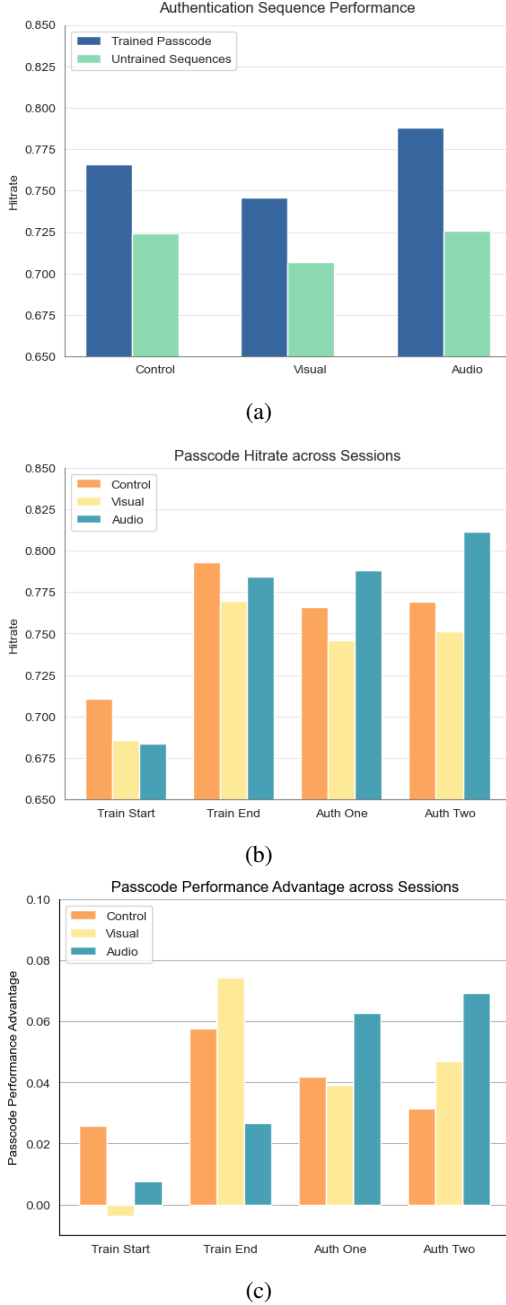 Authentication Sequence Performance
0.850
0.825
0.800
0.775
0.750
0.725
0.700
0.675
0.650
Hitrate
Trained Passcode
Untrained Sequences
Control Visual Audio
(a)
Passcode Hitrate across Sessions
0.850
0.825
0.800
0.775
0.750
0.725
0.700
0.675
0.650
Hitrate
Control
Visual
Audio
Train Start Train End Auth One Auth Two
(b)
Passcode Performance Advantage across Sessions
0.10
0.08
0.06
0.04
0.02
0.00
Passcode Performance Advantage
Control
Visual
Audio
Train Start Train End Auth One Auth Two
(c)